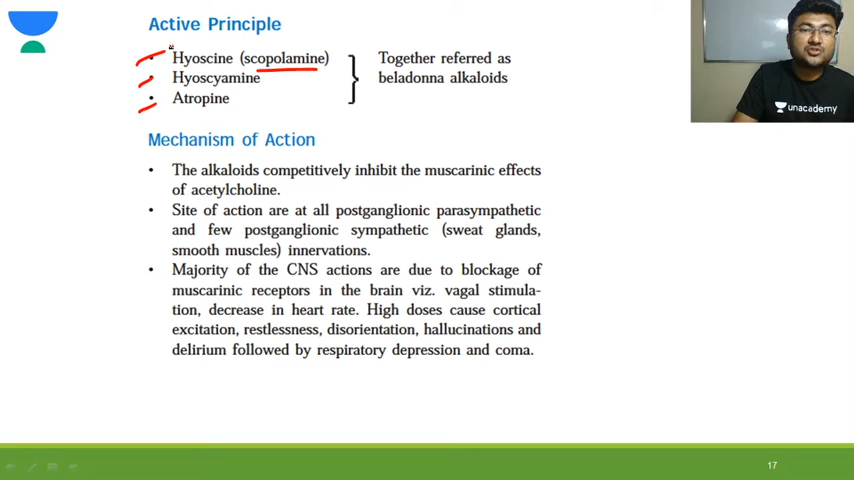 Active Principle
• Hyoscine (scopolamine)
• Hyoscyamine
• Atropine
Together referred as
beladonna alkaloids
Mechanism of Action
• The alkaloids competitively inhibit the muscarinic effects
of acetylcholine.
• Site of action are at all postganglionic parasympathetic
and few postganglionic sympathetic (sweat glands,
smooth muscles) innervations.
• Majority of the CNS actions are due to blockage of
muscarinic receptors in the brain viz. vagal stimula-
tion, decrease in heart rate. High doses cause cortical
excitation, restlessness, disorientation, hallucinations and
delirium followed by respiratory depression and coma.
unacademy
17